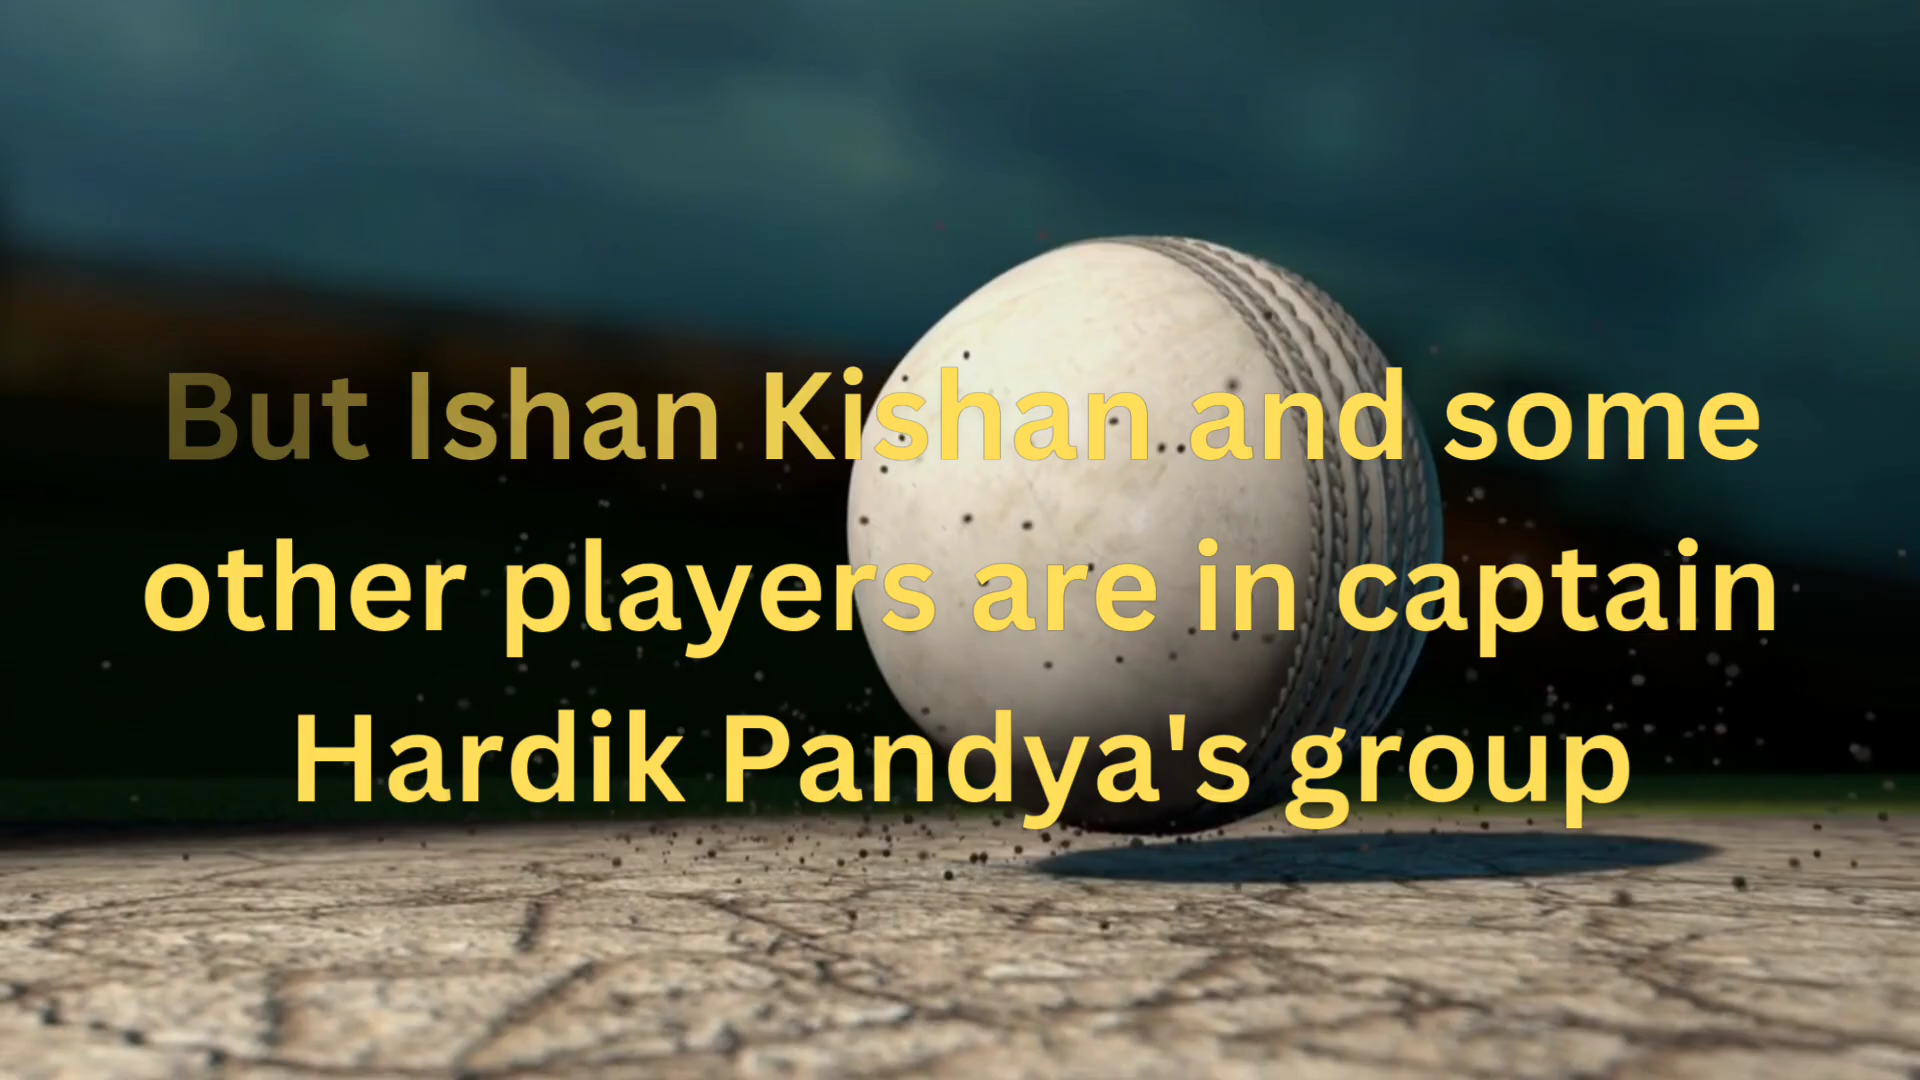 But Ishan Kishan and some
other players are in captain
Hardik Pandya's group